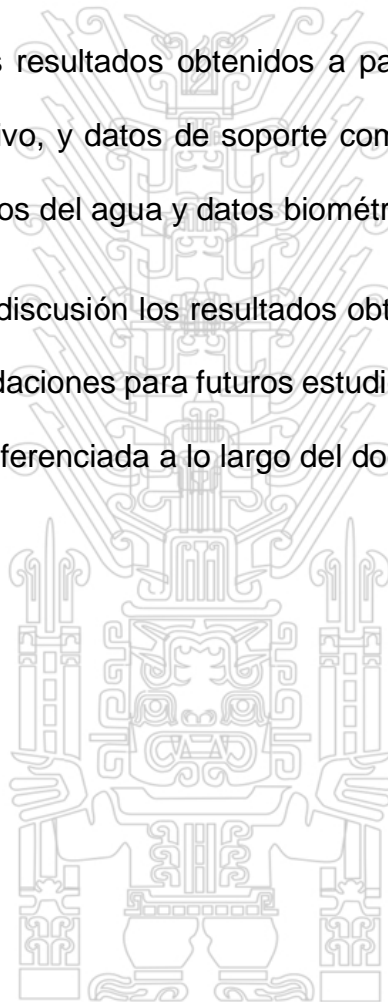 resultados obtenidos a pa
ivo, y datos de soporte com
os del agua y datos biométr
discusión los resultados obt
daciones para futuros estudi
ferenciada a lo largo del do